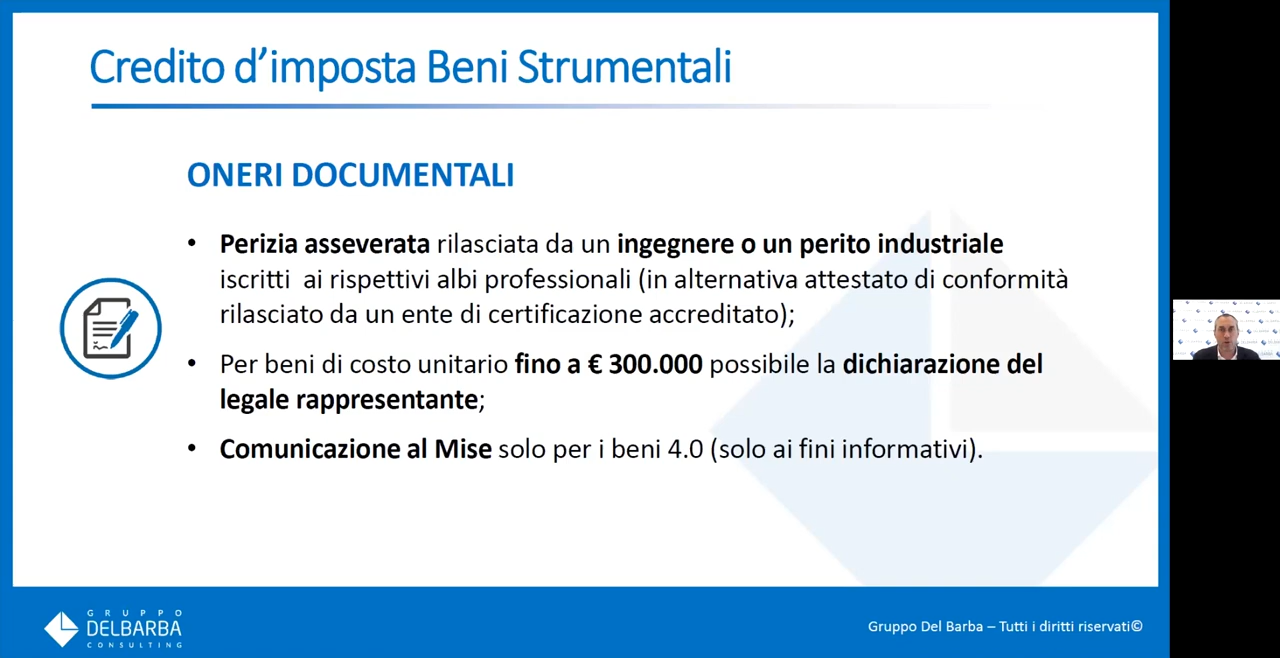 Credito d’imposta Beni Strumentali
ONERI DOCUMENTALI
• Perizia asseverata rilasciata da un ingegnere o un perito industriale
iscritti ai rispettivi albi professionali (in alternativa attestato di conformità
rilasciato da un ente di certificazione accreditato);
• Per beni di costo unitario fino a € 300.000 possibile la dichiarazione del
legale rappresentante;
• Comunicazione al Mise solo per i beni 4.0 (solo ai fini informativi).
GRUPPO
DELBARBA
CONSULTING
Gruppo Del Barba – Tutti i diritti riservati©